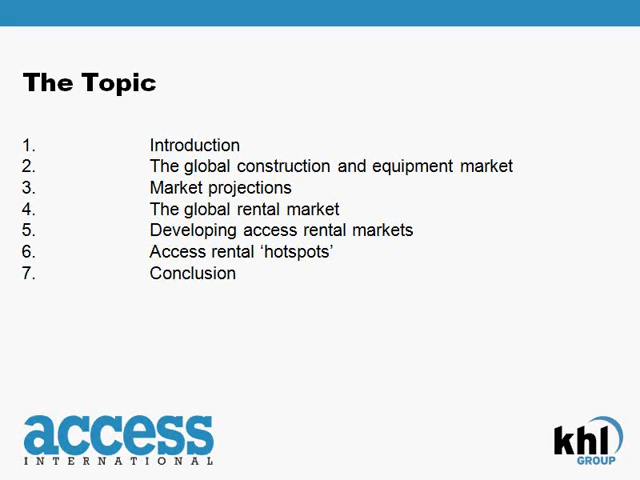 The Topic
1. Introduction
2. The global construction and equipment market
3. Market projections
4. The global rental market
5. Developing access rental markets
6. Access rental ‘hotspots’
7. Conclusion
access
INTERNATIONAL
khl
GROUP